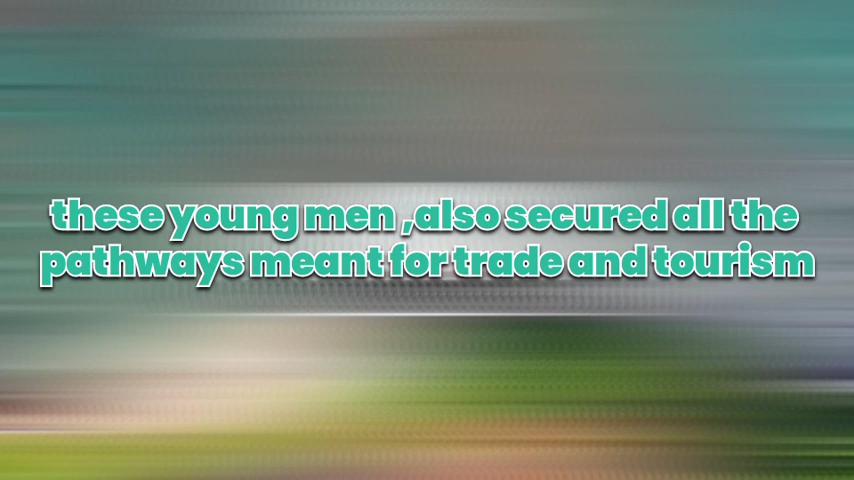 these young men ,also secured all the
pathways meant for trade and tourism